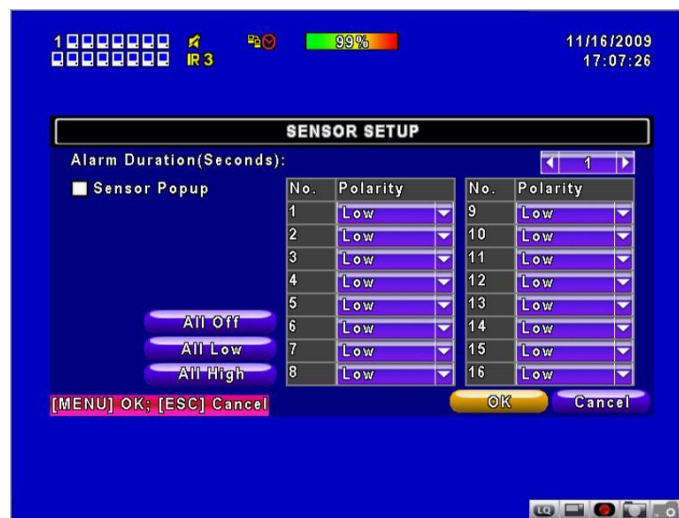 1
IR 3
99%
11/16/2009
17:07:26
SENSOR SETUP
Alarm Duration(Seconds):
1
Sensor Popup
No. Polarity No. Polarity
1 Low 9 Low
2 Low 10 Low
3 Low 11 Low
4 Low 12 Low
5 Low 13 Low
6 Low 14 Low
7 Low 15 Low
8 Low 16 Low
All Off
All Low
All High
[MENU] OK; [ESC] Cancel
OK
Cancel
LQ